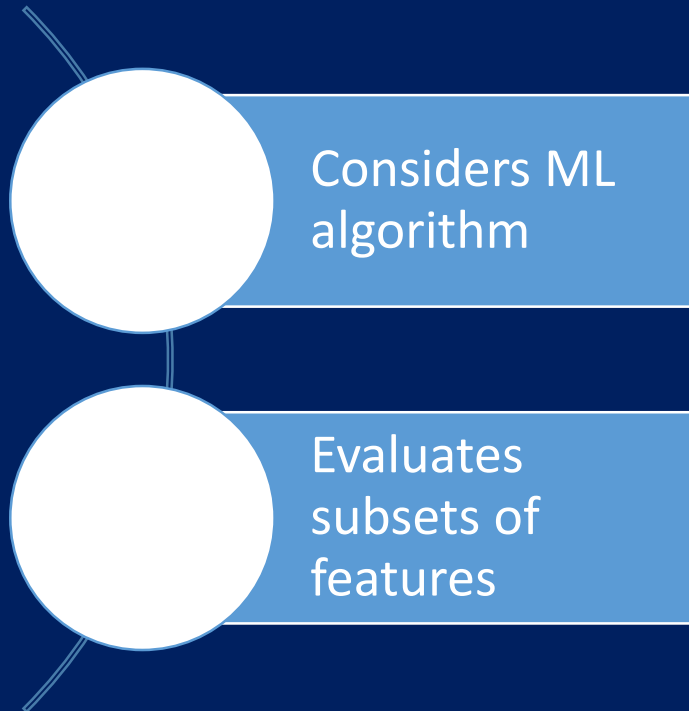 Considers ML
algorithm
Evaluates
subsets of
features